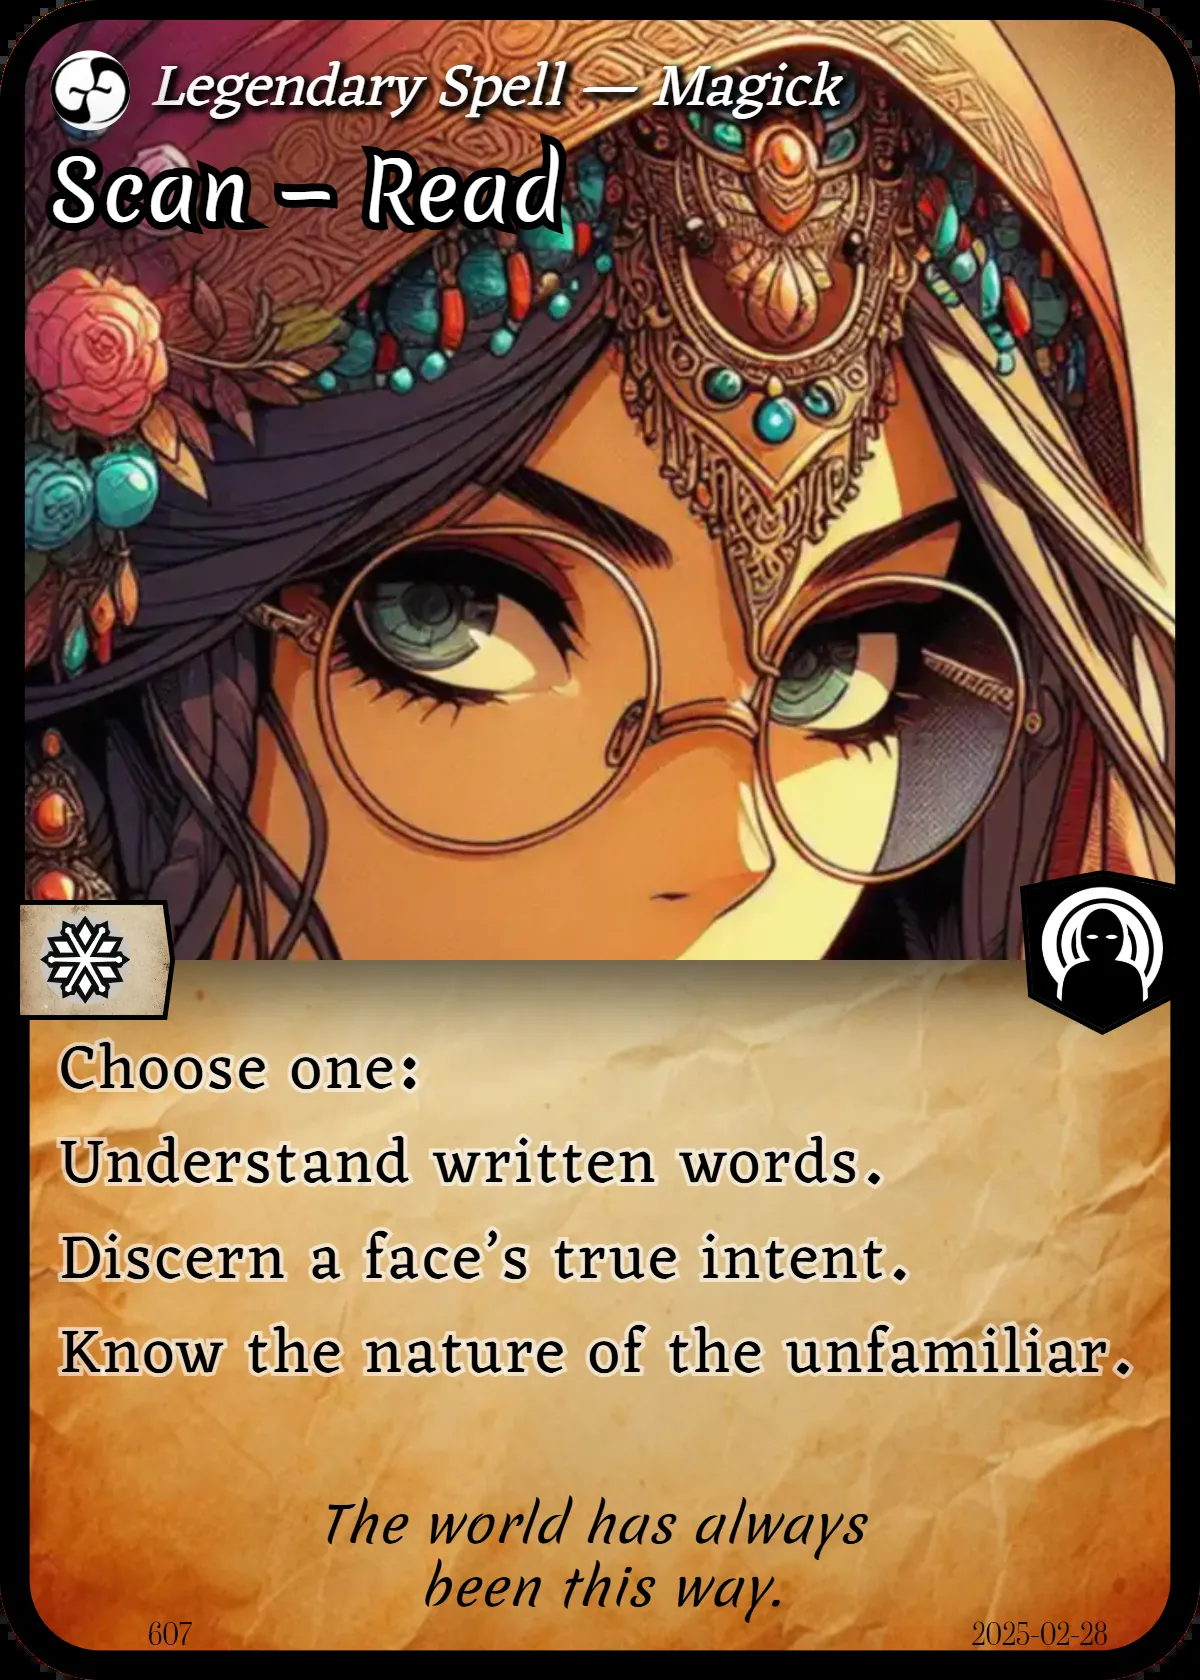 Legendary Spell — Magick
Scan – Read
Choose one:
Understand written words.
Discern a face’s true intent.
Know the nature of the unfamiliar.
The world has always
been this way.
607
2025-02-28